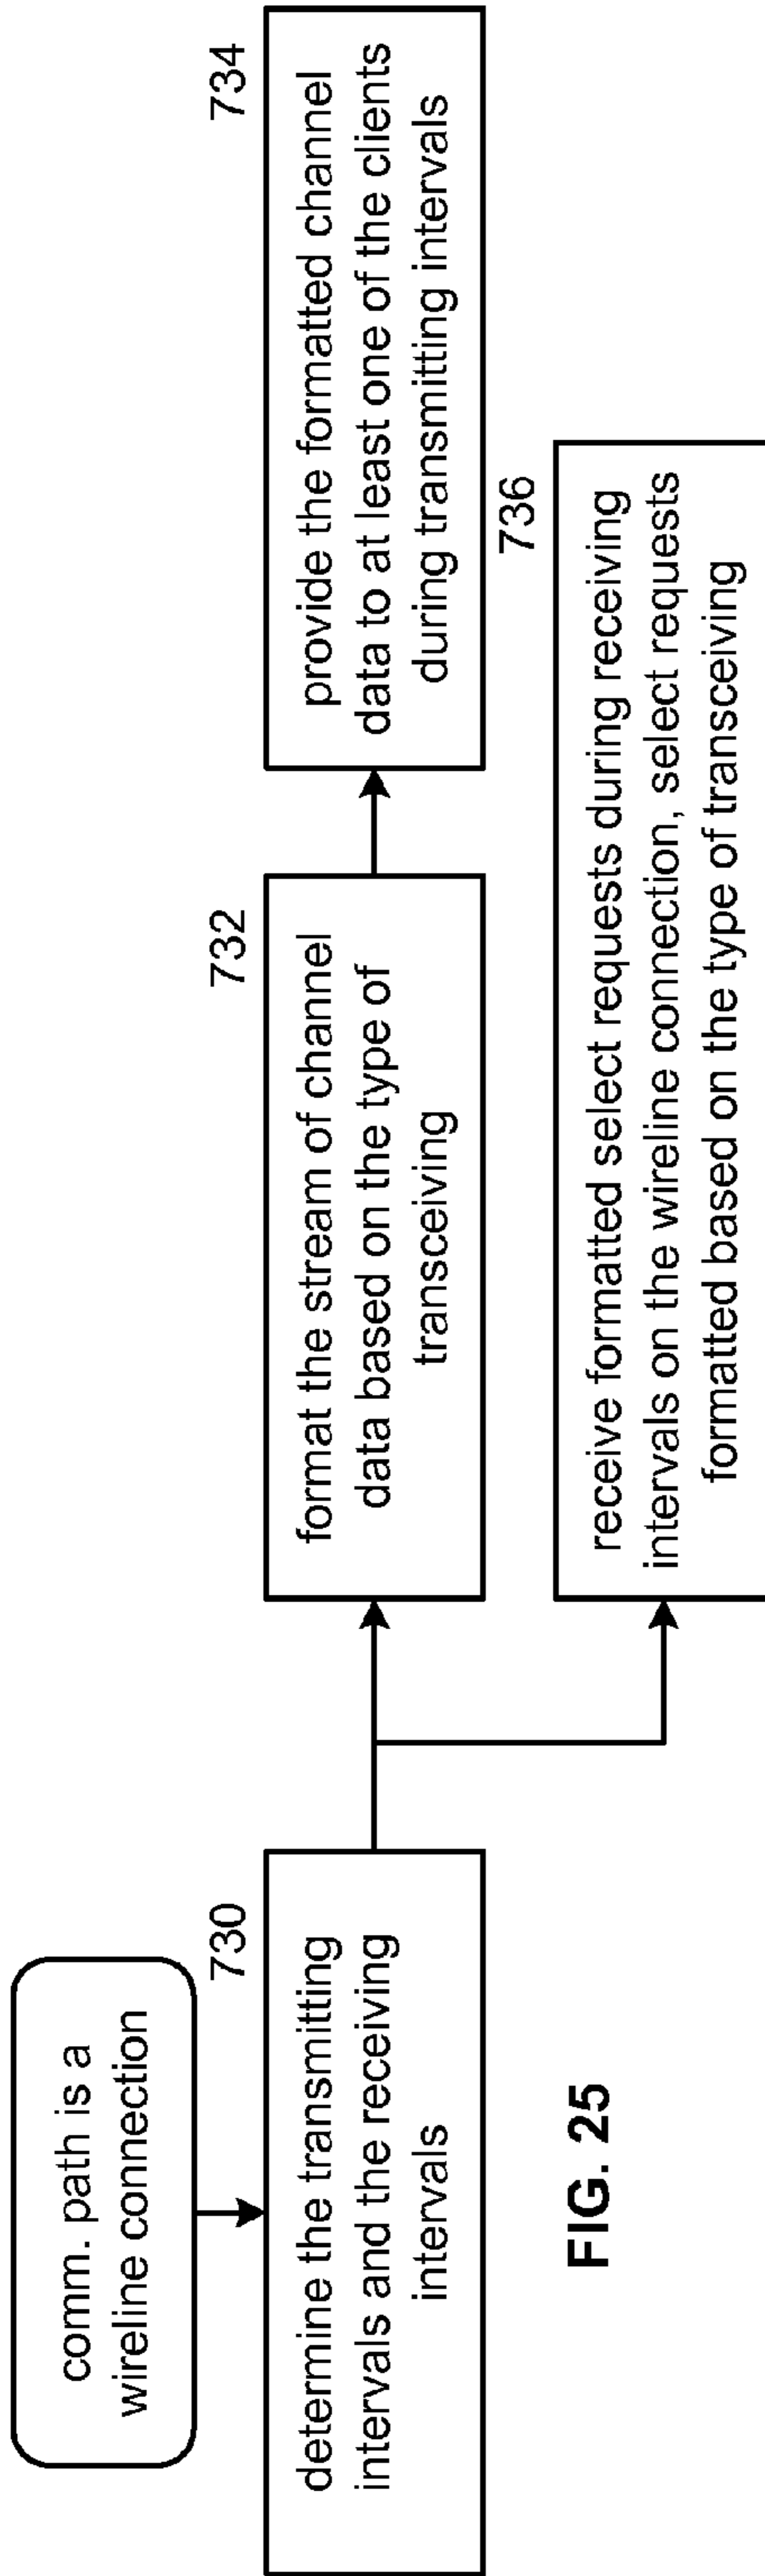 comm. path is a
wireline connection
730
determine the transmitting
intervals and the receiving
intervals
732
format the stream of channel
data based on the type of
transceiving
734
provide the formatted channel
data to at least one of the clients
during transmitting intervals
736
receive formatted select requests during receiving
intervals on the wireline connection, select requests
formatted based on the type of transceiving
FIG. 25